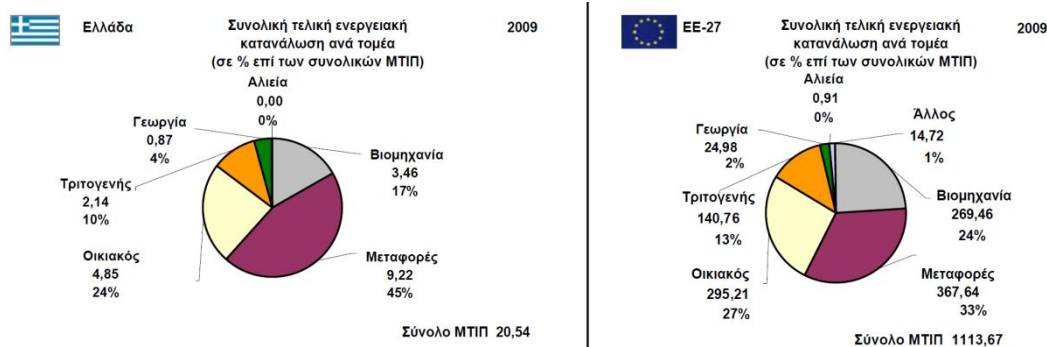 Ελλάδα
Συνολική τελική ενεργειακή
κατανάλωση ανά τομέα
(σε % επί των συνολικών ΜΤΙΠ)
2009
Αλιεία
0,00
0%
Γεωργία
0,87
4%
Βιομηχανία
3,46
17%
Τριτογενής
2,14
10%
Οικιακός
4,85
24%
Μεταφορές
9,22
45%
Σύνολο ΜΤΙΠ 20,54
ΕΕ-27
Συνολική τελική ενεργειακή
κατανάλωση ανά τομέα
(σε % επί των συνολικών ΜΤΙΠ)
2009
Αλιεία
0,91
0%
Άλλος
14,72
1%
Γεωργία
24,98
2%
Βιομηχανία
269,46
24%
Τριτογενής
140,76
13%
Οικιακός
295,21
27%
Μεταφορές
367,64
33%
Σύνολο ΜΤΙΠ 1113,67